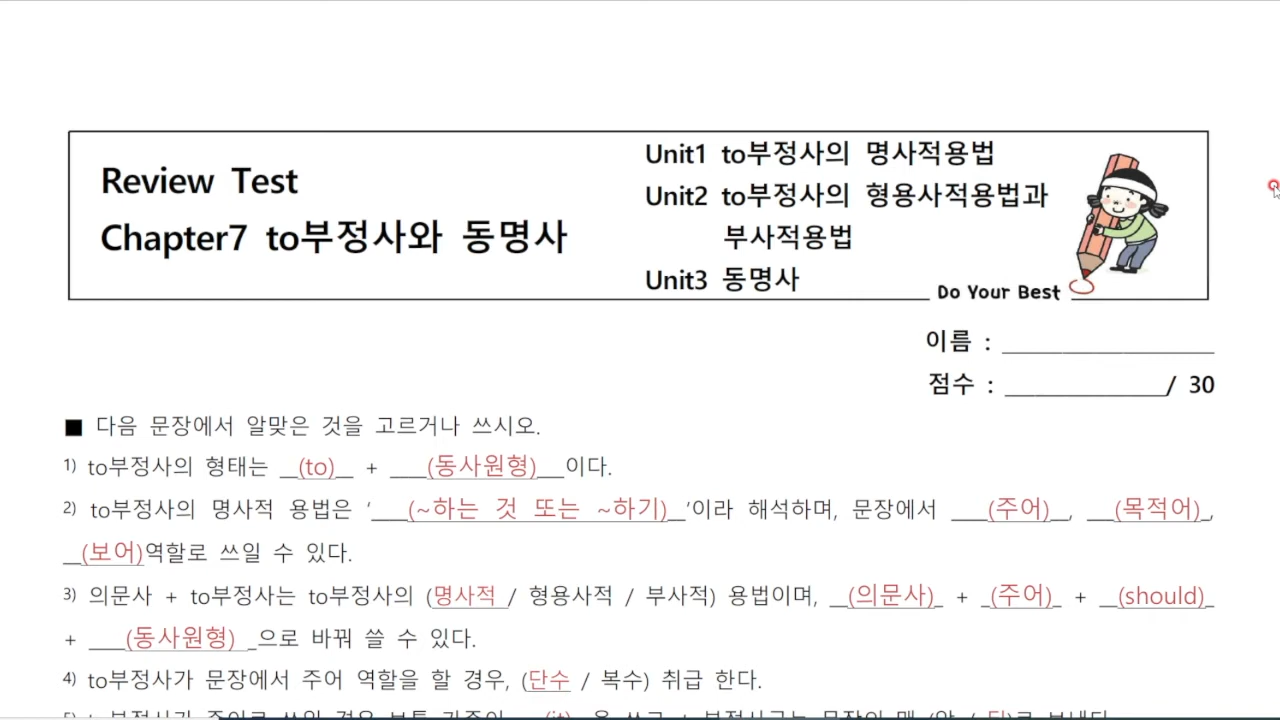 Review Test
Chapter7 to부정사와 동명사
Unit1 to부정사의 명사적용법
Unit2 to부정사의 형용사적용법과
부사적용법
Unit3 동명사
Do Your Best
이름 : ______________
점수 : ___________/ 30
■ 다음 문장에서 알맞은 것을 고르거나 쓰시오.
1) to부정사의 형태는 __(to)__ + ____(동사원형)___이다.
2) to부정사의 명사적 용법은 ‘____(~하는 것 또는 ~하기)__’이라 해석하며, 문장에서 ____(주어)__, ___(목적어)_,
__(보어)역할로 쓰일 수 있다.
3) 의문사 + to부정사는 to부정사의 (명사적 / 형용사적 / 부사적) 용법이며, __(의문사)_ + _(주어)_ + __(should)_
+ ____(동사원형) _으로 바꿔 쓸 수 있다.
4) to부정사가 문장에서 주어 역할을 할 경우, (단수 / 복수) 취급 한다.